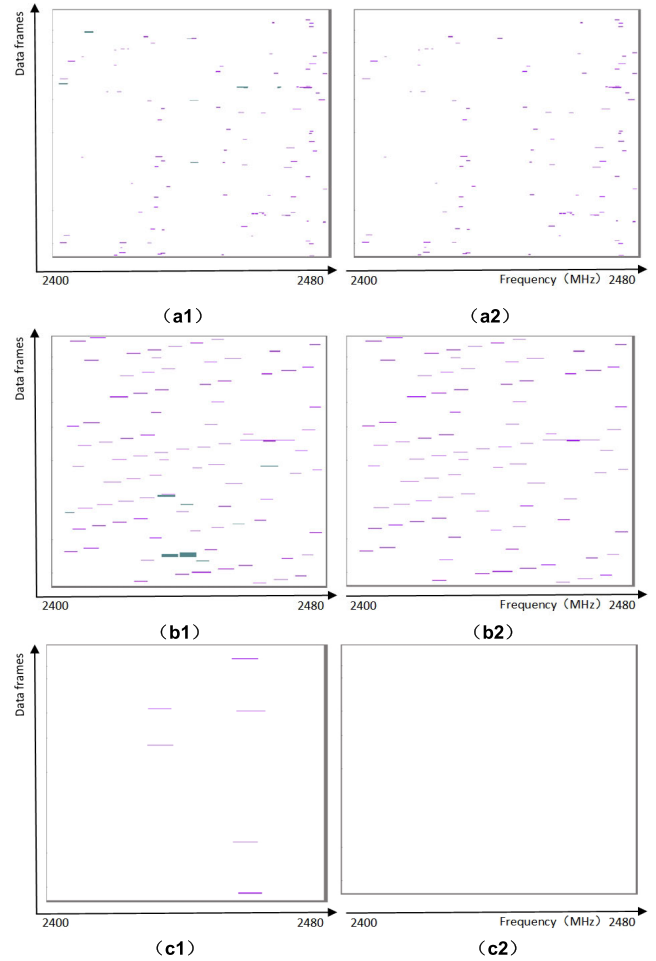 Data frames
2400
2480
2400
Frequency（MHz）
2480
（a1）
（a2）
Data frames
2400
2480
2400
Frequency（MHz）
2480
（b1）
（b2）
Data frames
2400
2480
2400
Frequency（MHz）
2480
（c1）
（c2）